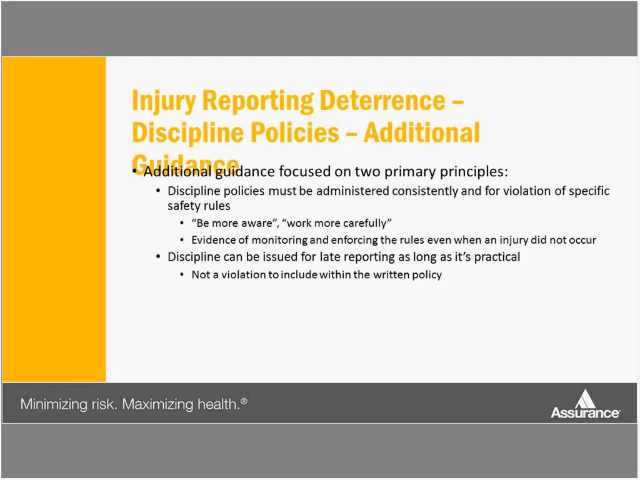 Injury Reporting Deterrence –
Discipline Policies – Additional
Guidance
• Additional guidance focused on two primary principles:
• Discipline policies must be administered consistently and for violation of specific
safety rules
• “Be more aware”, “work more carefully”
• Evidence of monitoring and enforcing the rules even when an injury did not occur
• Discipline can be issued for late reporting as long as it’s practical
• Not a violation to include within the written policy
Minimizing risk. Maximizing health.®
Assurance